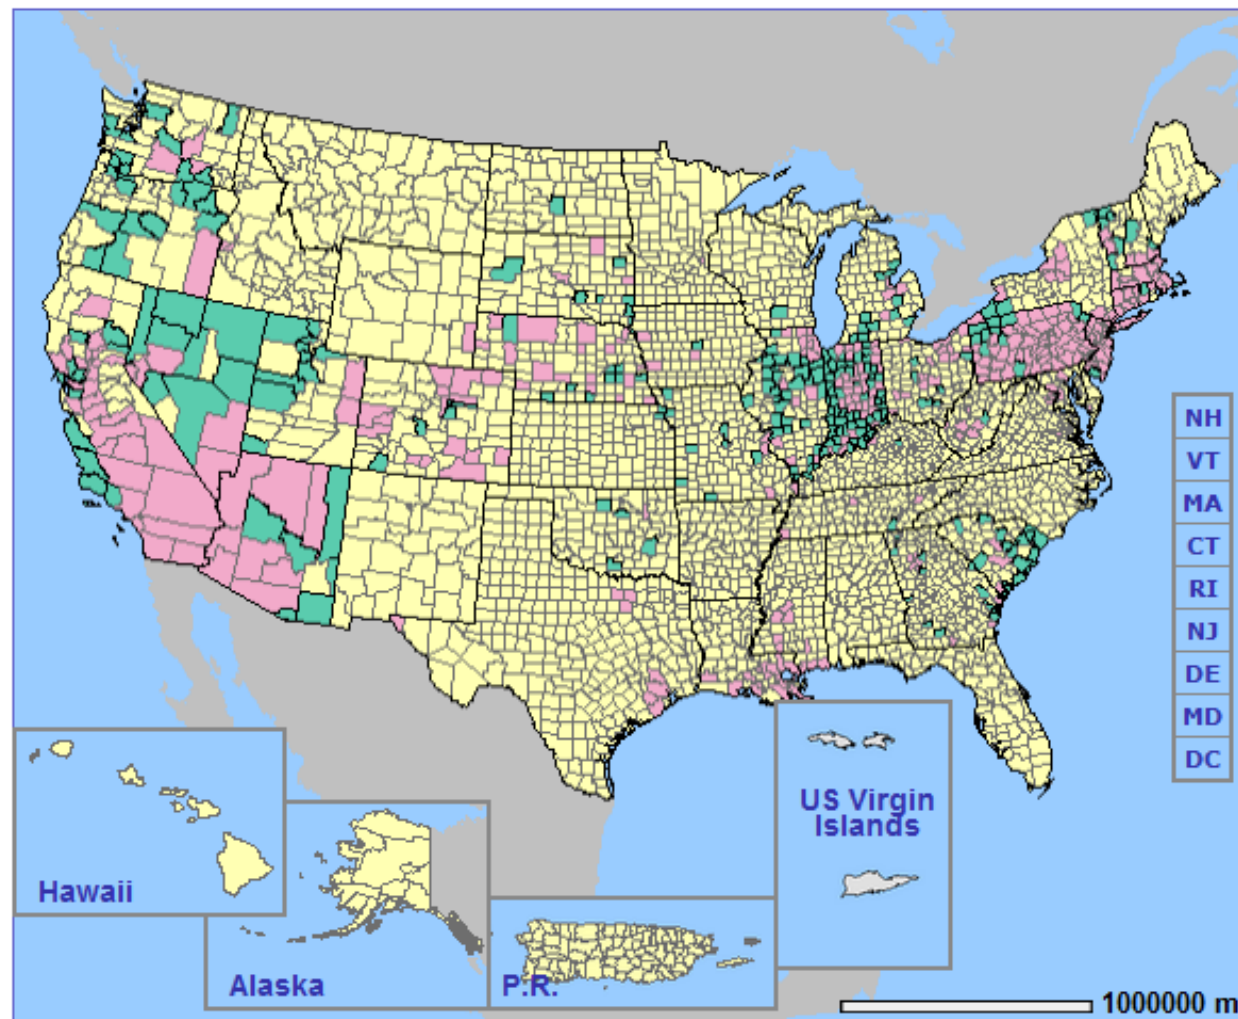 NH
VT
MA
CT
RI
NJ
DE
MD
DC
US Virgin
Islands
Hawaii
Alaska
P.R.
1000000 m